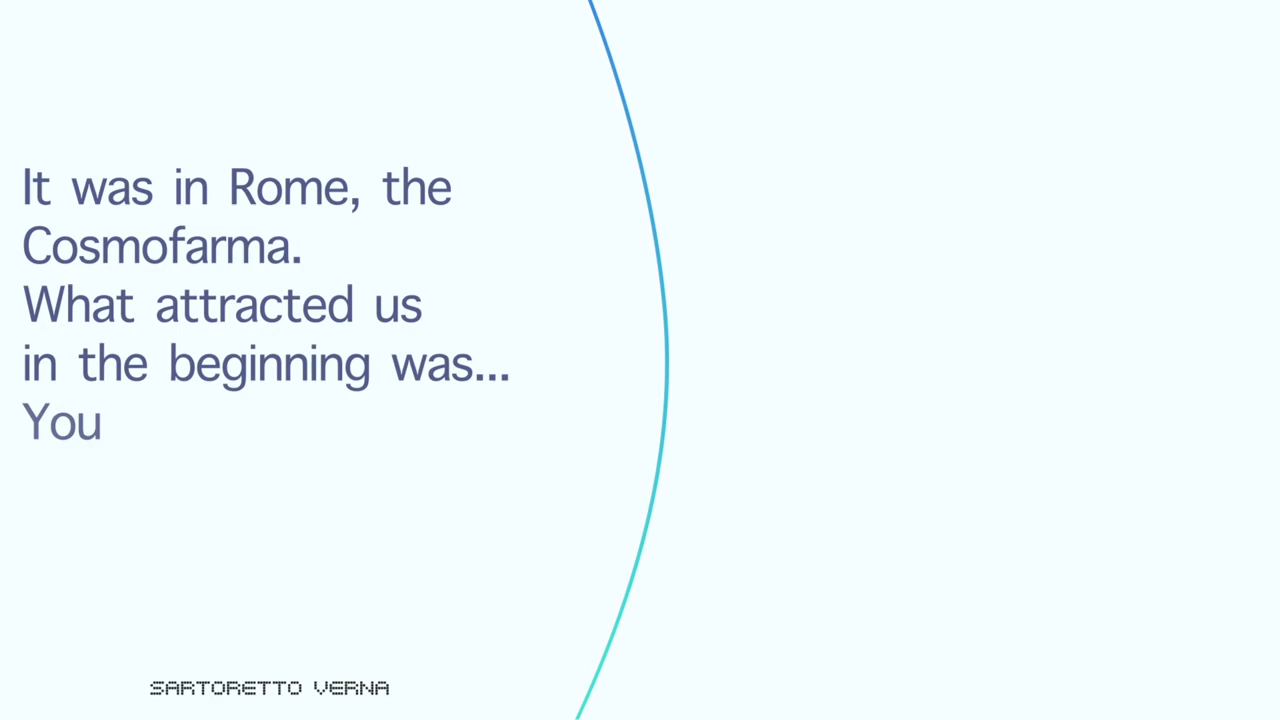 It was in Rome, the
Cosmofarma.
What attracted us
in the beginning was...
You
SARTORETTO VERNA